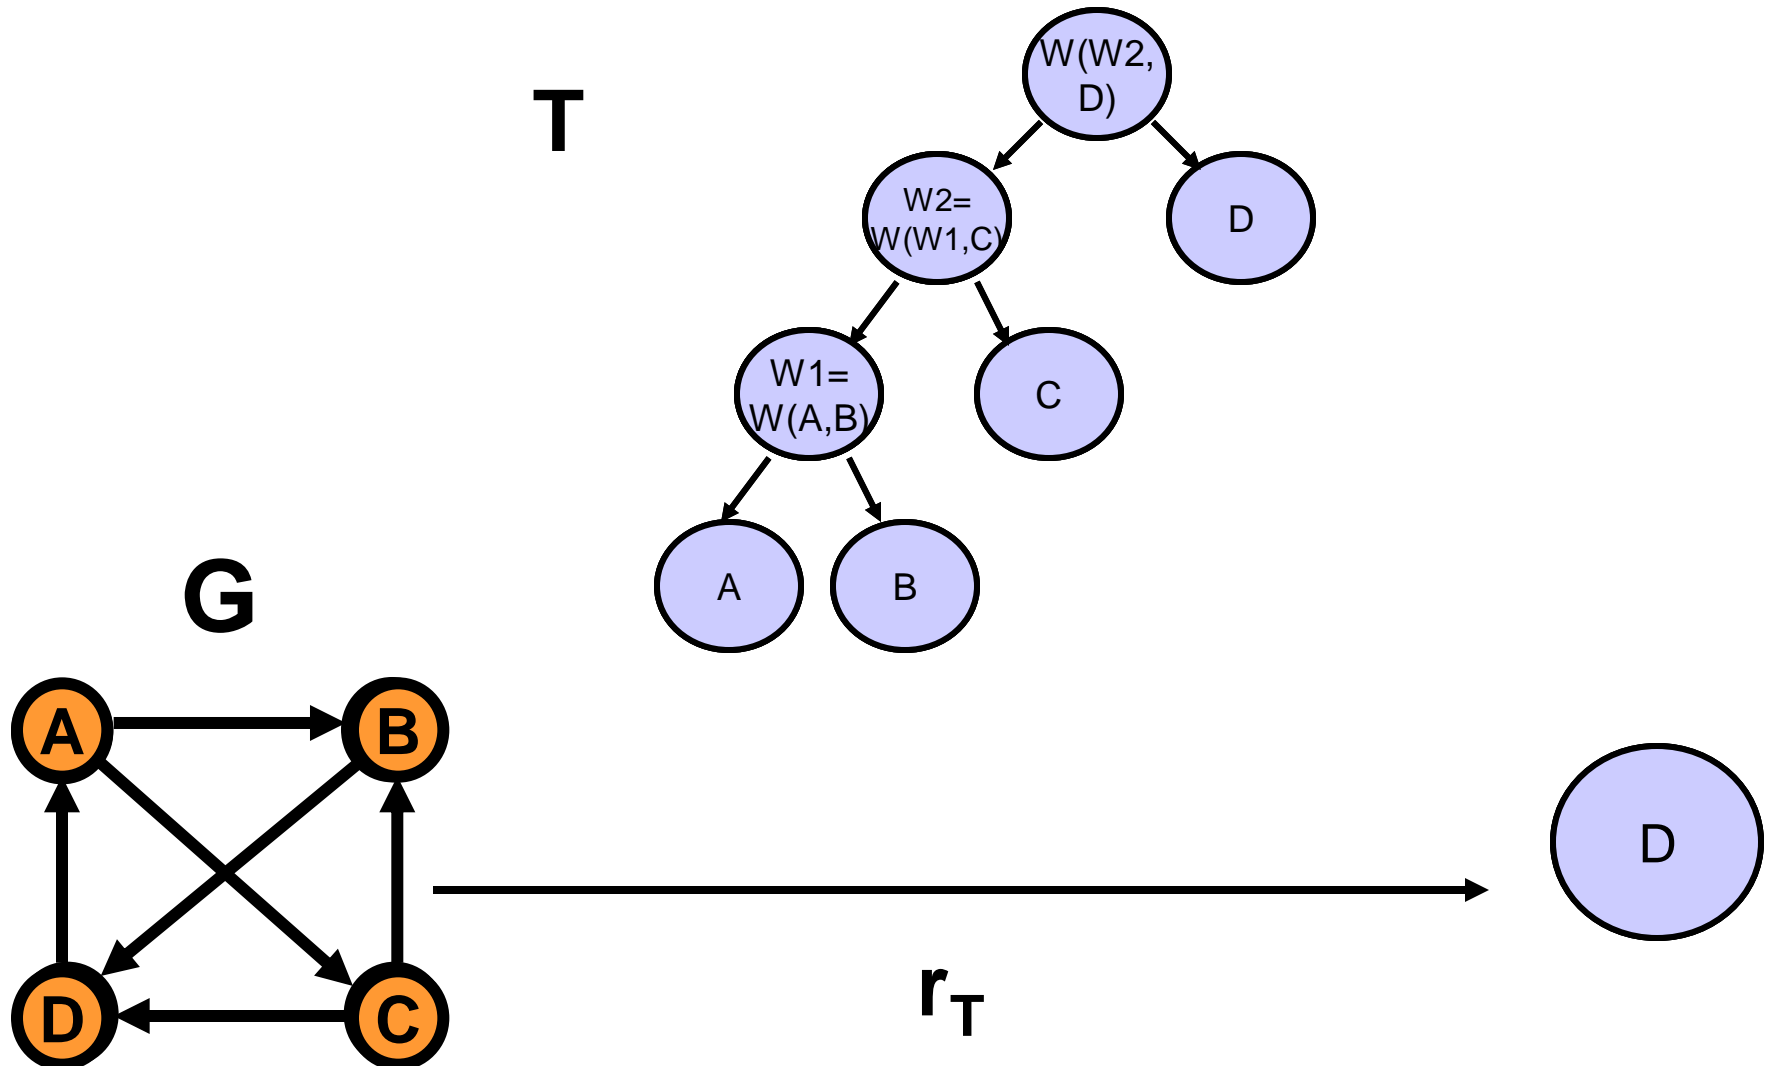 T
W(W2,
D)
W2=
W(W1,C)
D
W1=
W(A,B)
C
A
B
G
A
B
D
C
D
r_T